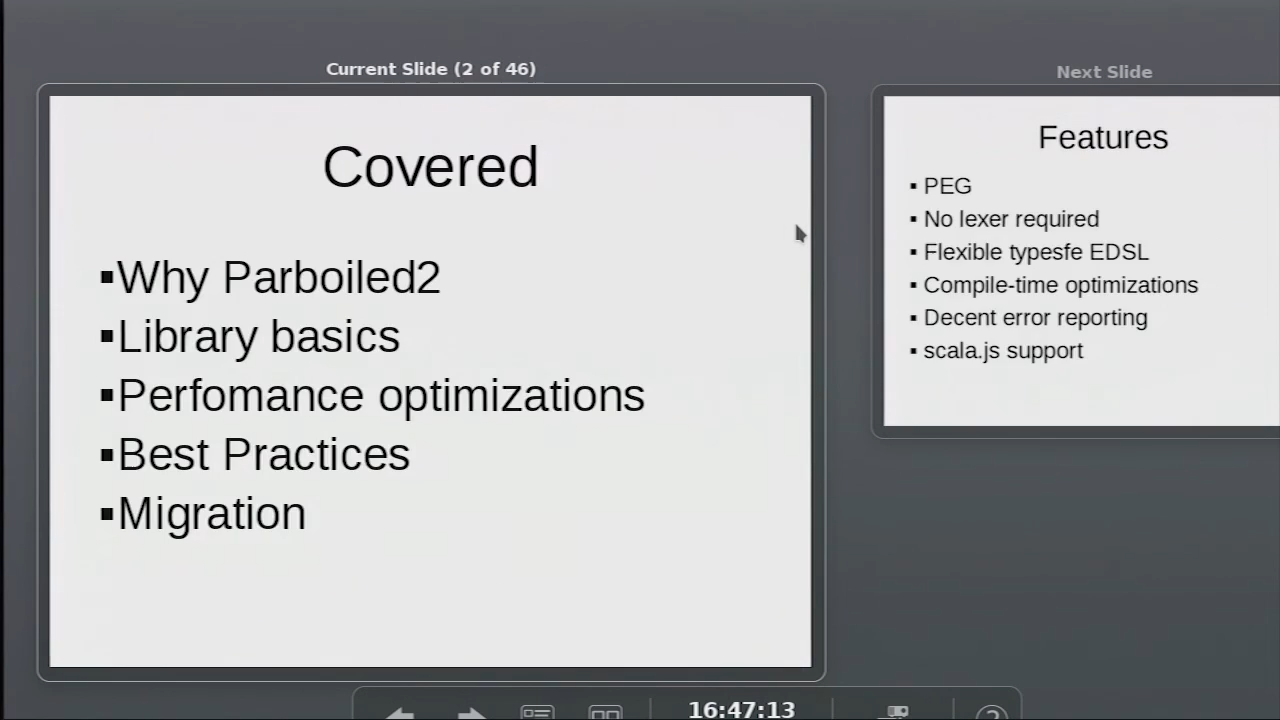 Current Slide (2 of 46)
Covered
▪Why Parboiled2
▪Library basics
▪Perfomance optimizations
▪Best Practices
▪Migration
Next Slide
Features
▪ PEG
▪ No lexer required
▪ Flexible typesfe EDSL
▪ Compile-time optimizations
▪ Decent error reporting
▪ scala.js support
16:47:13